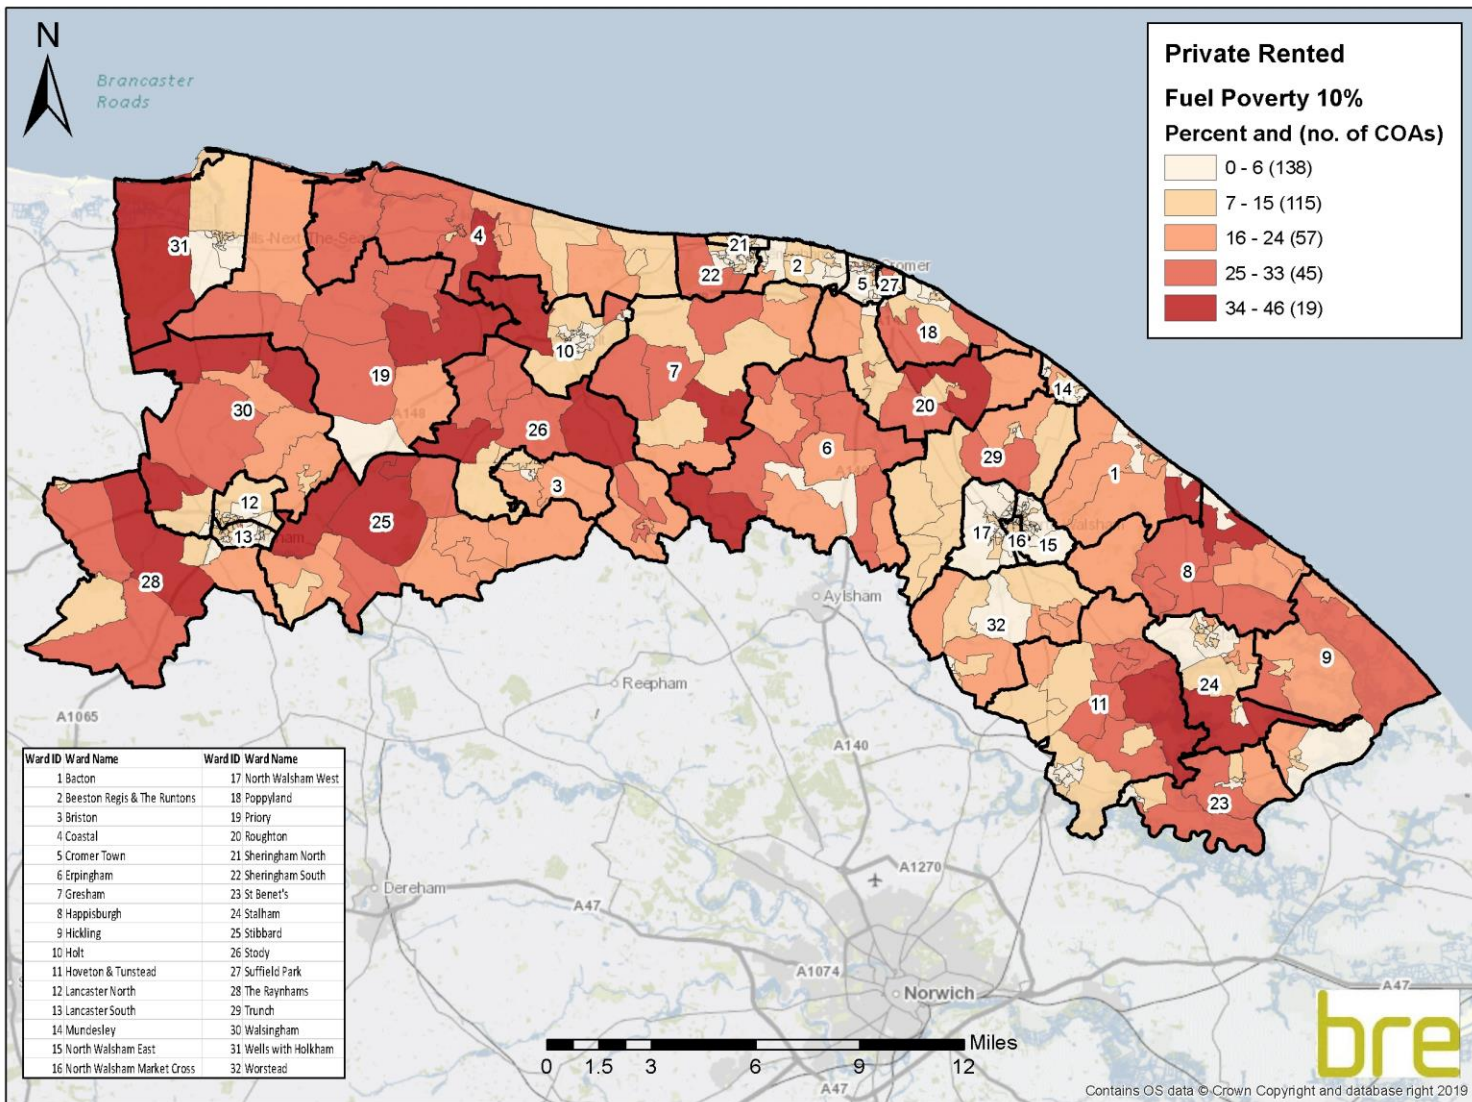 N
Brancaster
Roads
Private Rented
Fuel Poverty 10%
Percent and (no. of COAs)
0 - 6 (138)
7 - 15 (115)
16 - 24 (57)
25 - 33 (45)
34 - 46 (19)
31
4
21
22
2
Cromer
5
27
18
10
7
19
20
14
30
A148
26
6
29
1
3
12
25
17
16
15
13
28
8
Aylsham
32
9
Reepham
24
11
A1065
A140
23
Ward ID Ward Name Ward ID Ward Name
1 Bacton 17 North Walsham West
2 Beeston Regis & The Runtons 18 Poppyland
3 Briston 19 Priory
4 Coastal 20 Roughton
5 Cromer Town 21 Sheringham North
6 Erpingham 22 Sheringham South
7 Gresham 23 St Benet's
8 Happisburgh 24 Stalham
9 Hickling 25 Stibbard
10 Holt 26 Stody
11 Hoveton & Tunstead 27 Suffield Park
12 Lancaster North 28 The Raynhams
13 Lancaster South 29 Trunch
14 Mundesley 30 Walsingham
15 North Walsham East 31 Wells with Holkham
16 North Walsham Market Cross 32 Worstead
Dereham
A1270
A47
A1074
Norwich
A47
Miles
0 1.5 3 6 9 12
A47
bre
Contains OS data © Crown Copyright and database right 2019